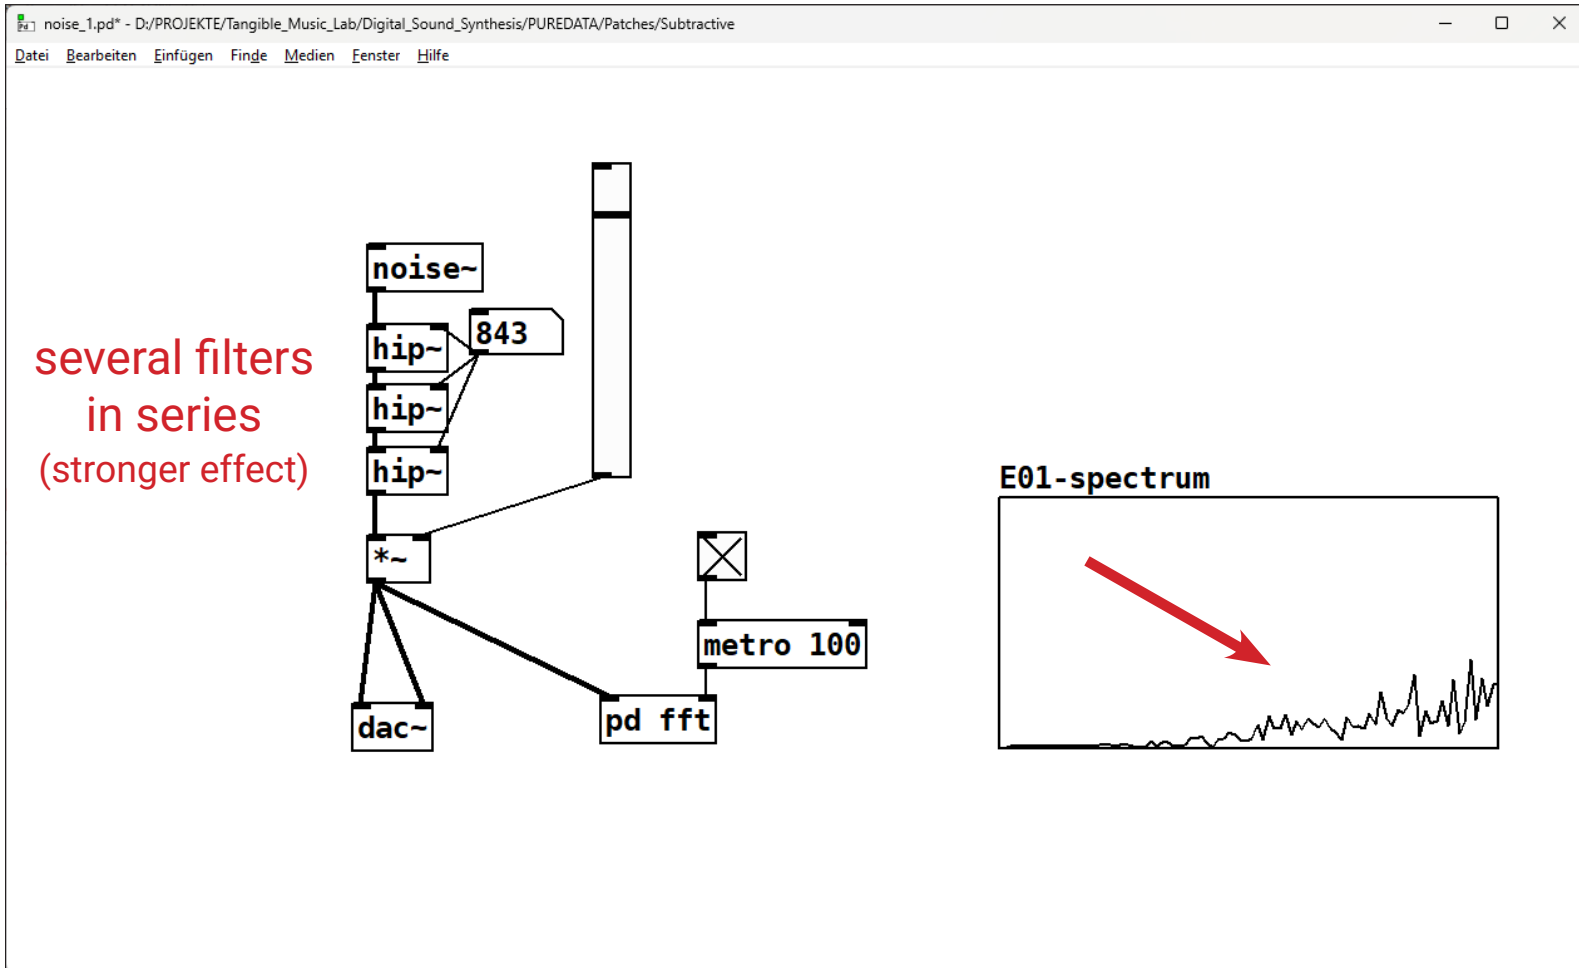 noise_1.pd* - D:/PROJEKTE/Tangible_Music_Lab/Digital_Sound_Synthesis/PUREDATA/Patches/Subtractive
Datei Bearbeiten Einfügen Finde Medien Fenster Hilfe
noise~
843
hip~
hip~
hip~
several filters
in series
(stronger effect)
E01-spectrum
*~
metro 100
pd fft
dac~